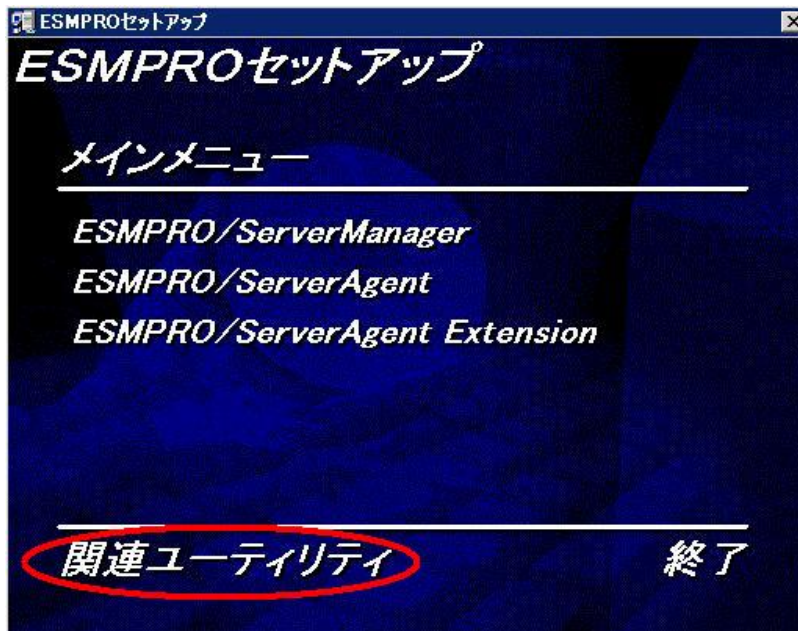 ESMPROセットアップ
ESMPROセットアップ
メインメニュー
ESMPRO/ServerManager
ESMPRO/ServerAgent
ESMPRO/ServerAgent Extension
関連ユーティリティ 終了